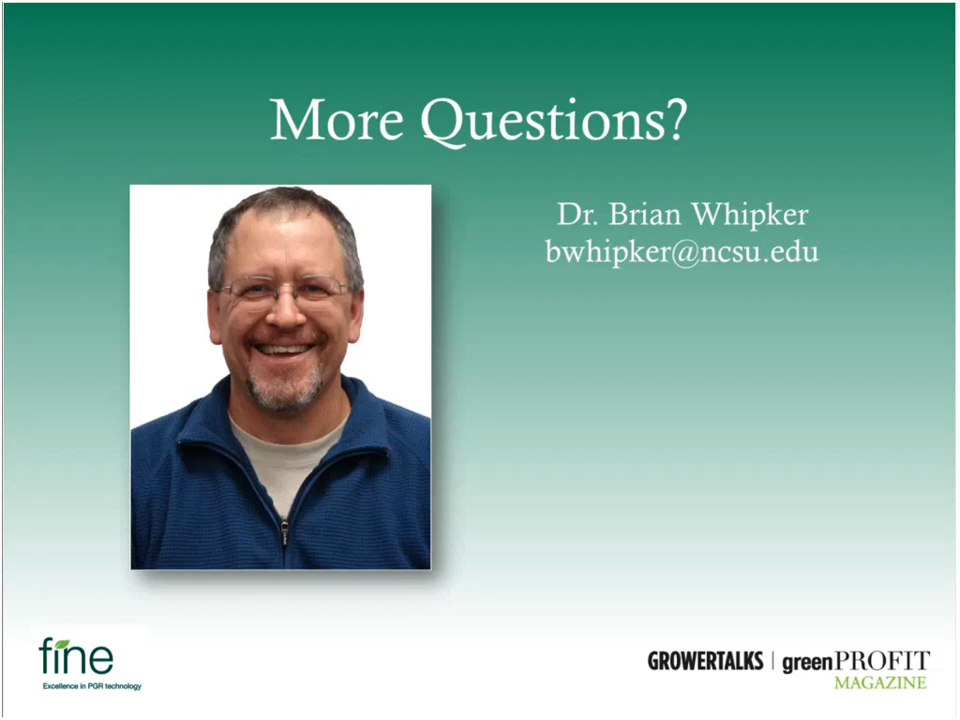 More Questions?
Dr. Brian Whipker
bwhipker@ncsu.edu
fine
Excellence in PGR technology
GROWERTALKS | greenPROFIT
MAGAZINE